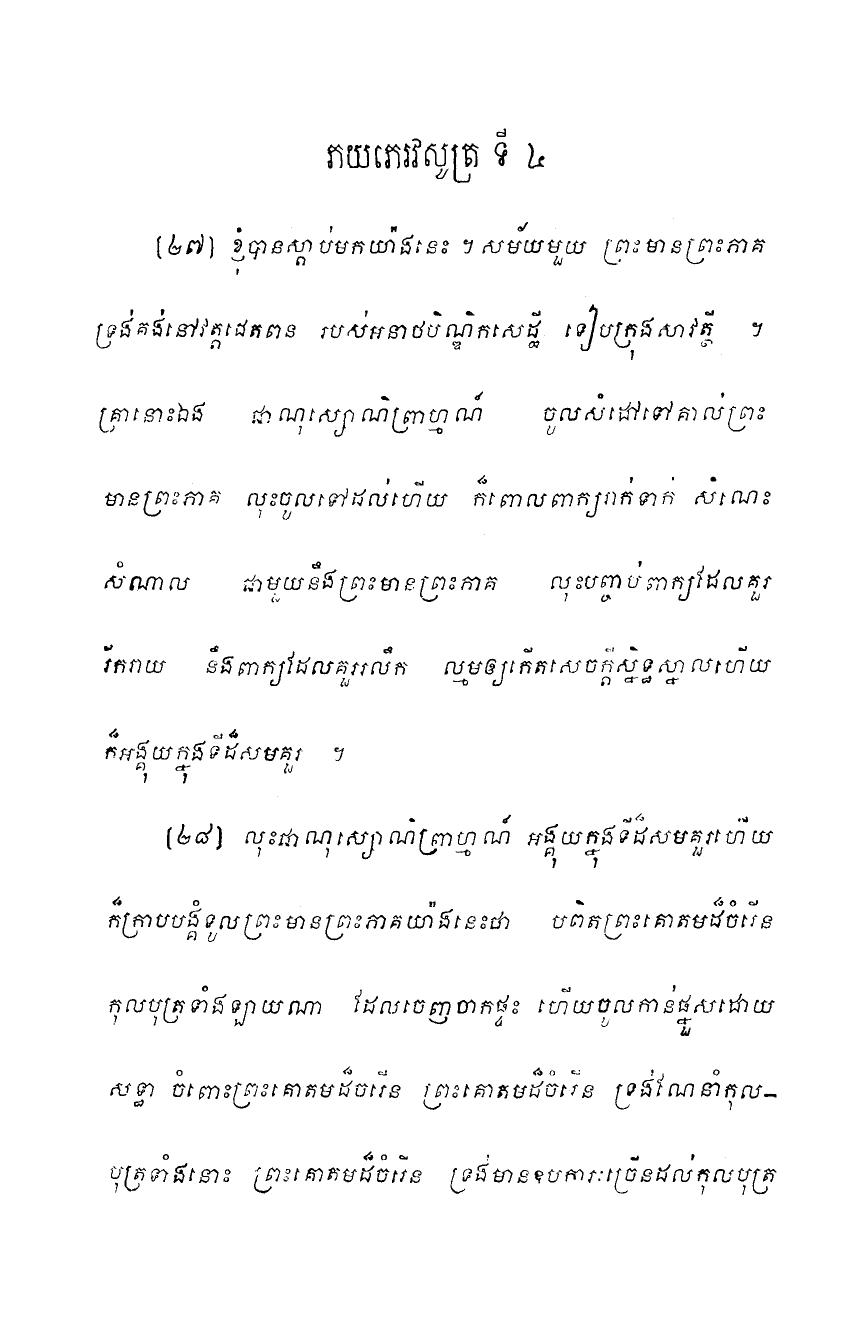 ភយភេរវសូត្រ ទី ៤
(២៧) ខ្ញុំបានស្តាប់មកយ៉ាងនេះ ។ សម័យមួយ ព្រះមានព្រះភាគ
ទ្រង់គង់នៅវត្តជេតពន របស់អនាថបិណ្ឌិកសេដ្ឋី ទៀបក្រុងសាវត្ថី ។
គ្រានោះឯង ជាណុស្សោណិព្រាហ្មណ៍ ចូលសំដៅទៅគាល់ព្រះ
មានព្រះភាគ លុះចូលទៅដល់ហើយ ក៏ពោលពាក្យរាក់ទាក់ សំណេះ
សំណាល ជាមួយនឹងព្រះមានព្រះភាគ លុះបញ្ចប់ពាក្យដែលគួរ
រីករាយ នឹងពាក្យដែលគួររលឹក ល្មមឲ្យកើតសេចក្តីស្និទ្ធស្នាលហើយ
ក៏អង្គុយក្នុងទីដ៏សមគួរ ។
(២៨) លុះជាណុស្សោណិព្រាហ្មណ៍ អង្គុយក្នុងទីដ៏សមគួរហើយ
ក៏ក្រាបបង្គំទូលព្រះមានព្រះភាគយ៉ាងនេះថា បពិតព្រះគោតមដ៏ចំរើន
កុលបុត្រទាំងឡាយណា ដែលចេញចាកផ្ទះ ហើយចូលកាន់ផ្នួសដោយ
សទ្ធា ចំពោះព្រះគោតមដ៏ចំរើន ព្រះគោតមដ៏ចំរើន ទ្រង់ណែនាំកុល-
បុត្រទាំងនោះ ព្រះគោតមដ៏ចំរើន ទ្រង់មានឧបការៈច្រើនដល់កុលបុត្រ